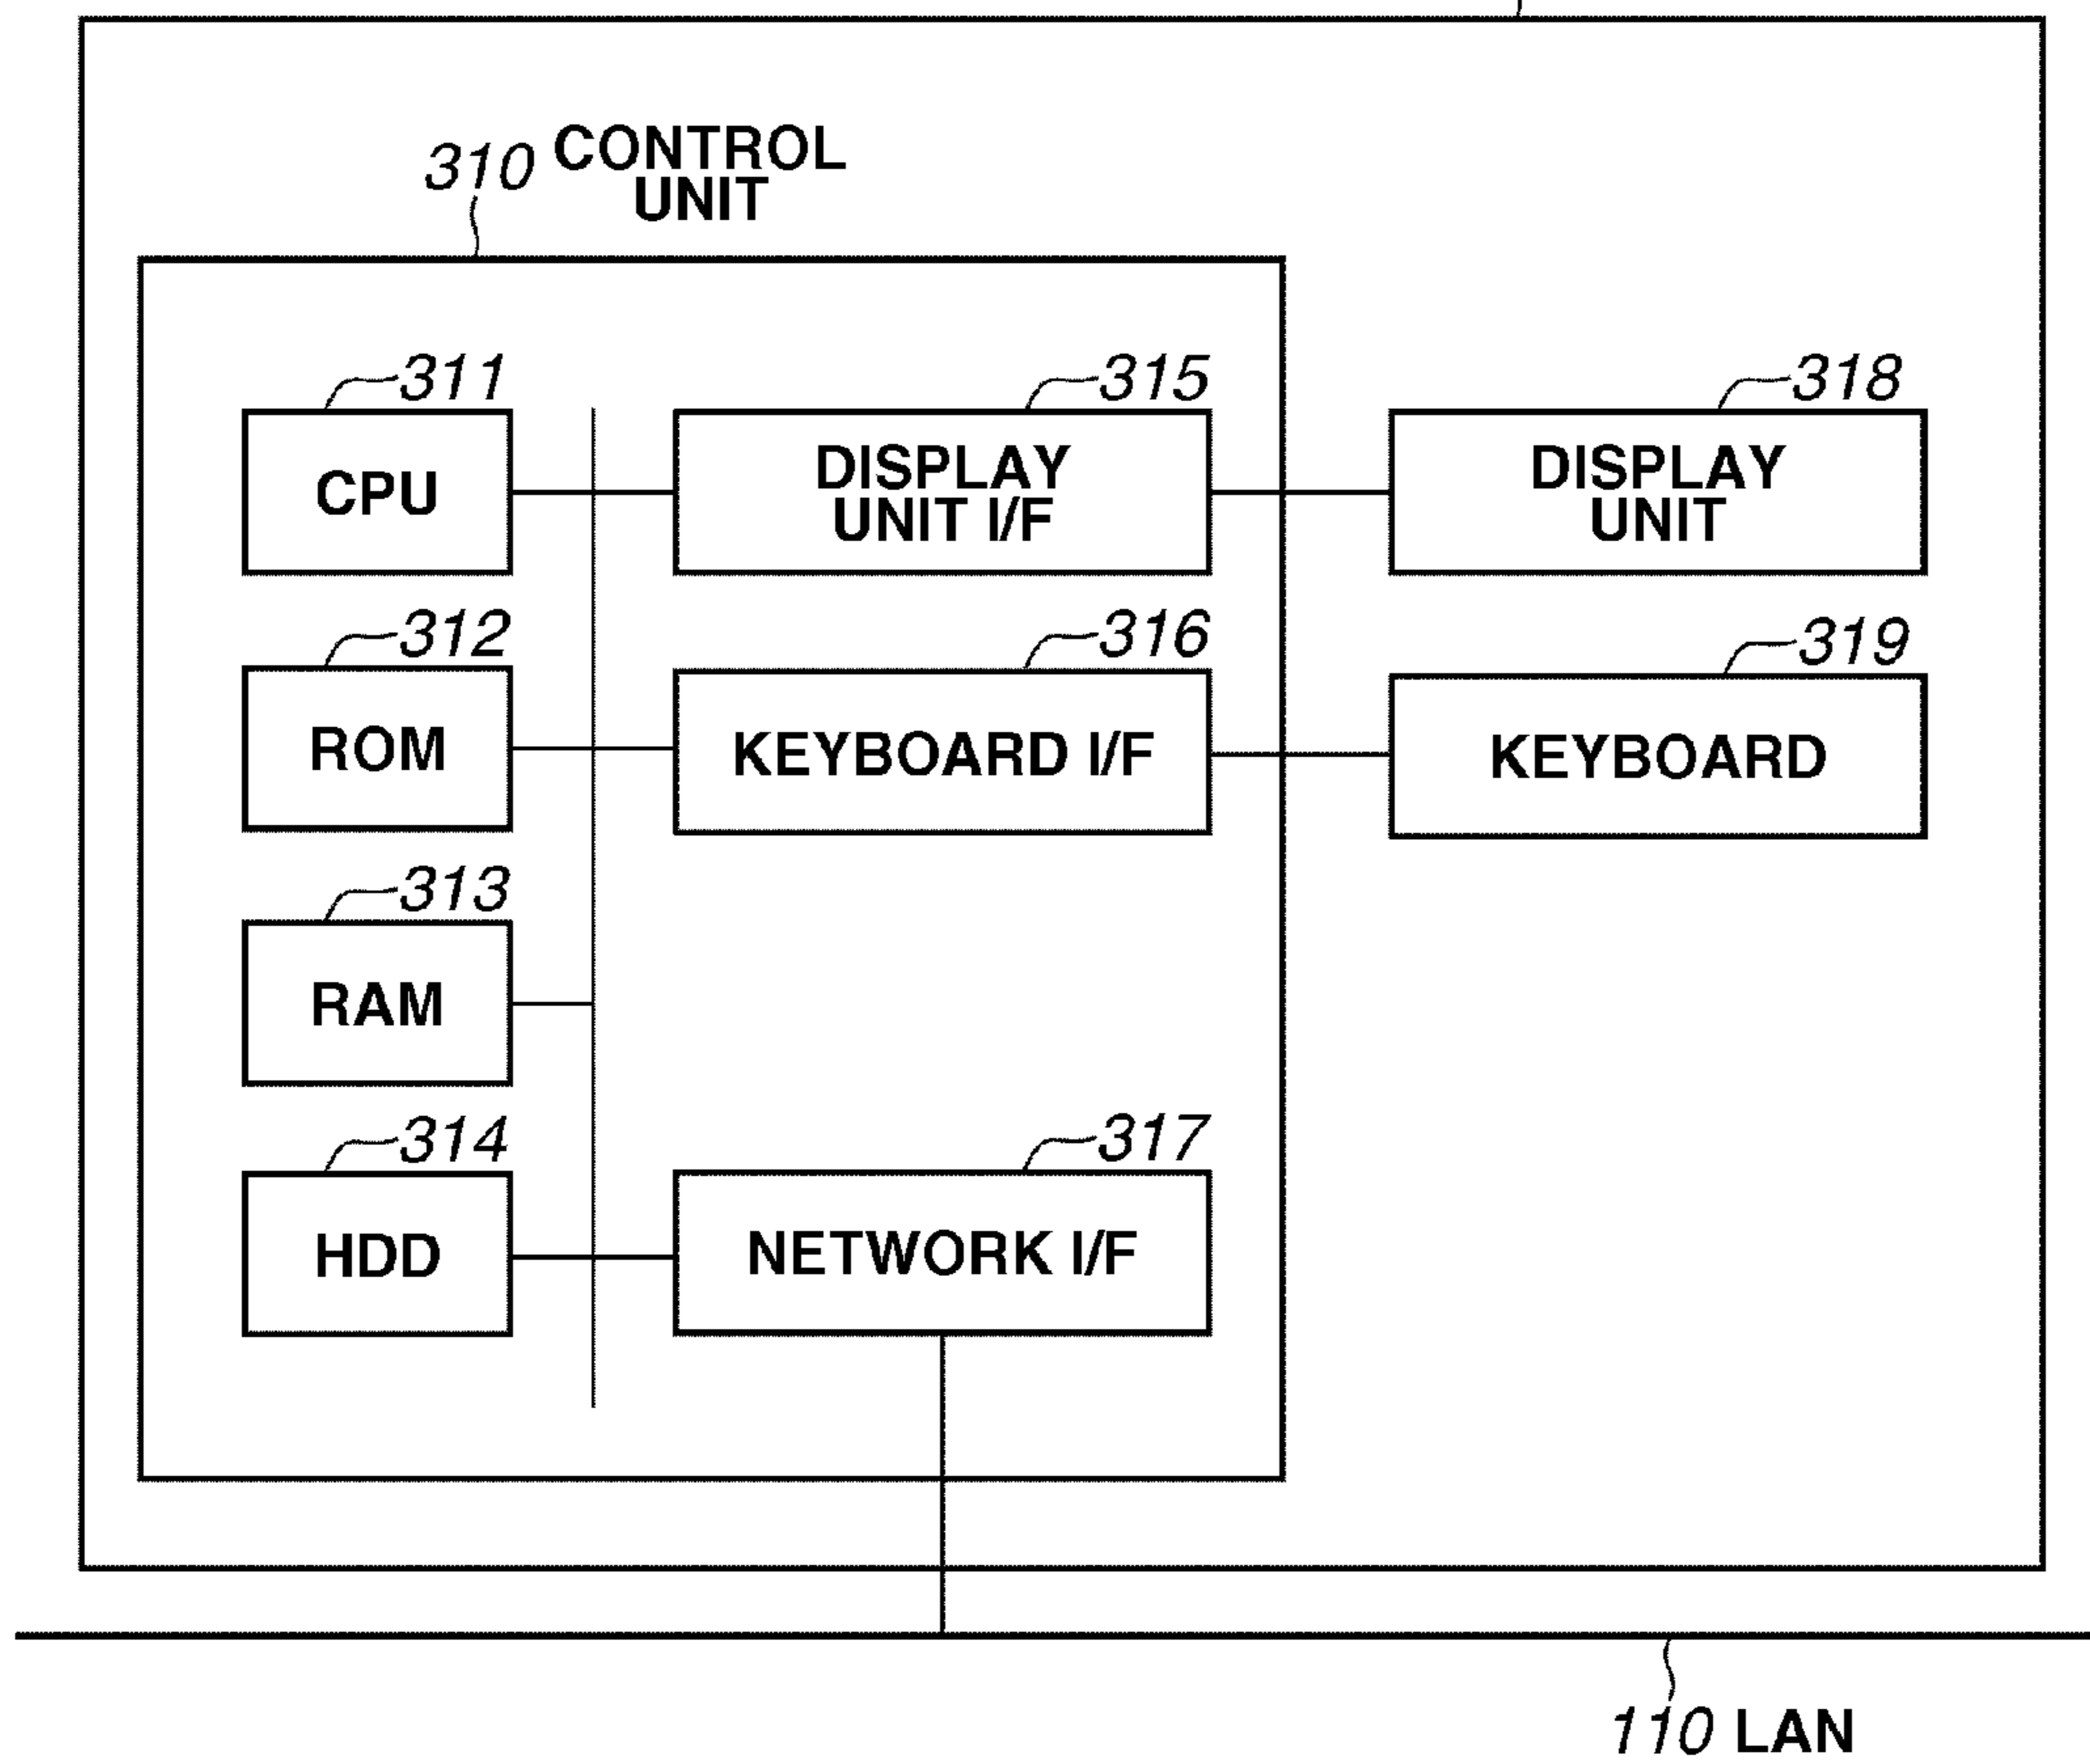 310 CONTROL
UNIT
311
315
318
CPU
DISPLAY
UNIT I/F
DISPLAY
UNIT
312
316
319
ROM
KEYBOARD I/F
KEYBOARD
313
RAM
314
317
HDD
NETWORK I/F
110 LAN